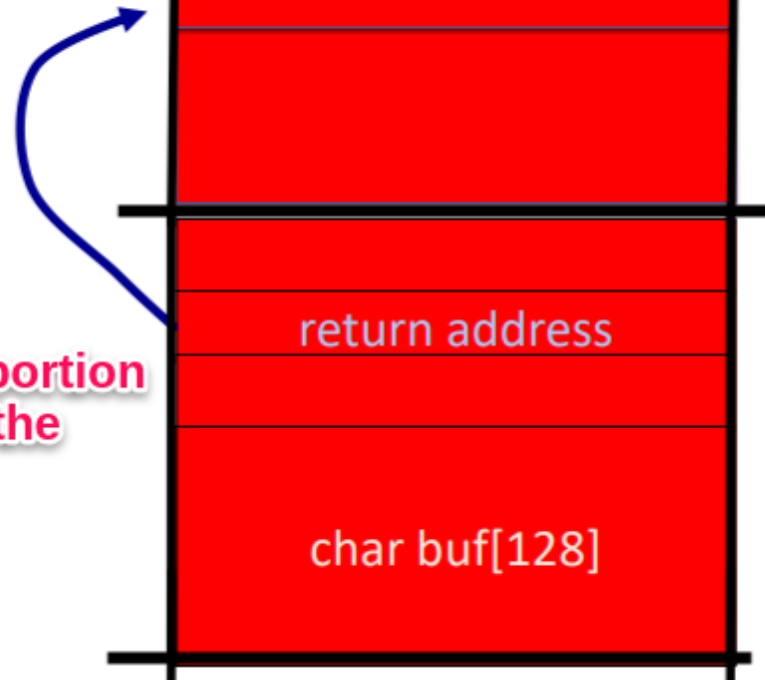 return address
portion
the
char buf[128]